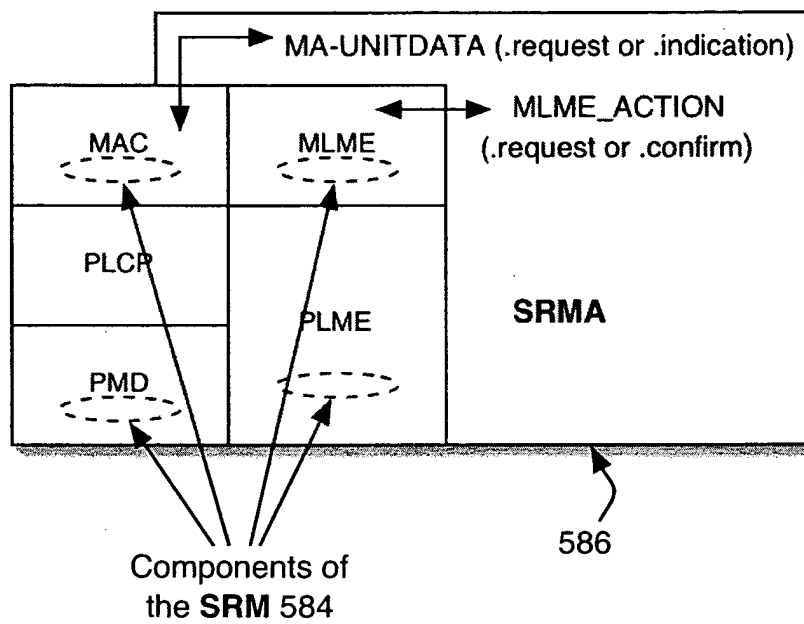 MA-UNITDATA (.request or .indication)
MLME_ACTION
(.request or .confirm)
MAC
MLME
PLCP
PLME
SRMA
PMD
586
Components of
the SRM 584